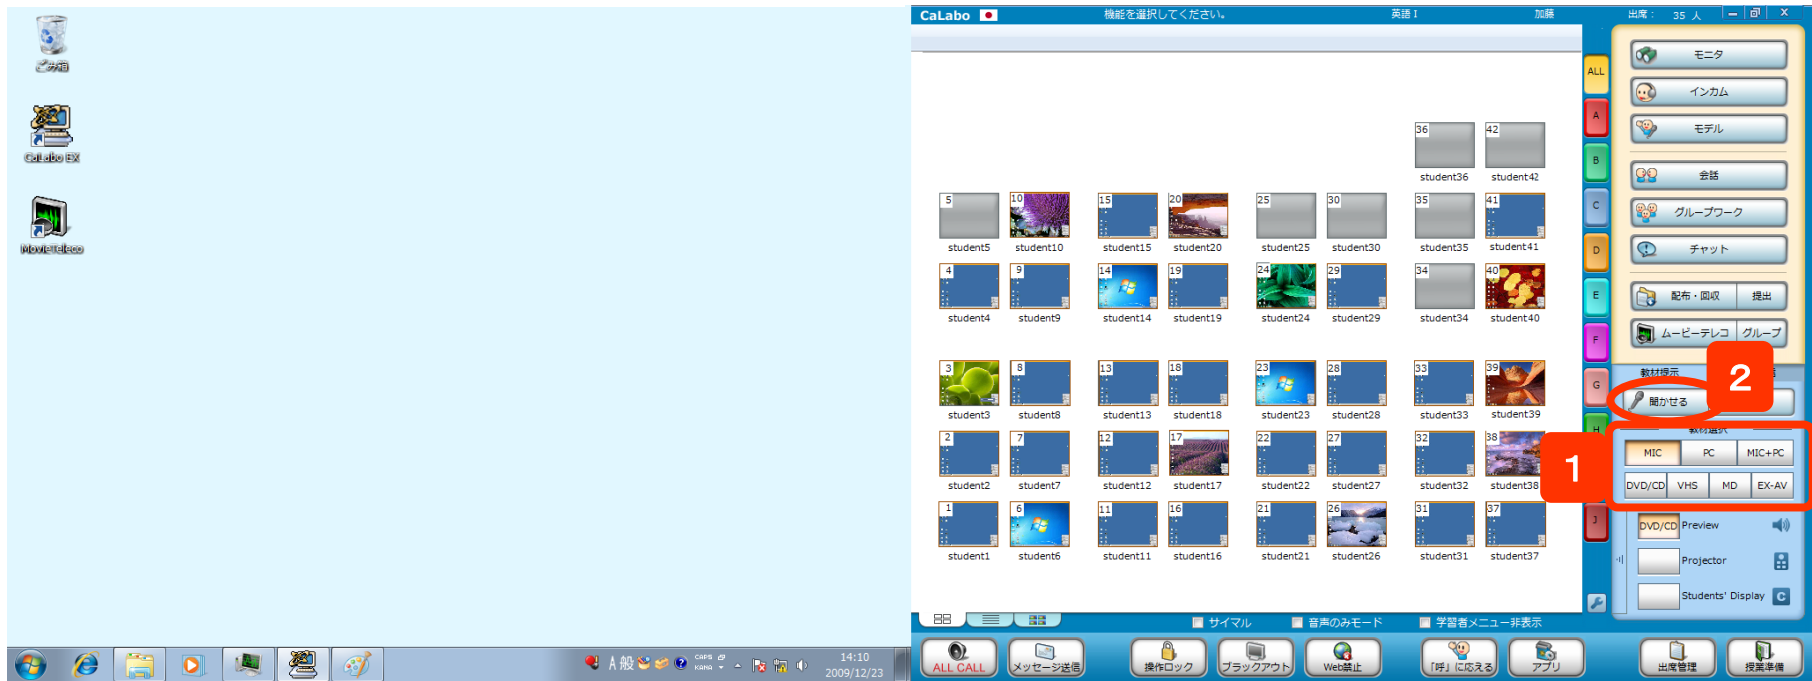 ごみ箱
CaLabo EX
MovieTeleco
A 般
CAPS
KANA
14:10
2009/12/23
CaLabo
機能を選択してください。
英語 I
加藤
出席： 35 人
36 42
student36 student42
5 10 15 20 25 30 35 41
student5 student10 student15 student20 student25 student30 student35 student41
4 9 14 19 24 29 34 40
student4 student9 student14 student19 student24 student29 student34 student40
3 8 13 18 23 28 33 39
student3 student8 student13 student18 student23 student28 student33 student39
2 7 12 17 22 27 32 38
student2 student7 student12 student17 student22 student27 student32 student38
1 6 11 16 21 26 31 37
student1 student6 student11 student16 student21 student26 student31 student37
ALL
A
B
C
D
E
F
G
H
J
モニタ
インカム
モデル
会話
グループワーク
チャット
配布・回収 提出
ムービーテレコ グループ
教材提示
2
聞かせる
教材選択
1
MIC PC MIC+PC
DVD/CD VHS MD EX-AV
DVD/CD Preview
Projector
Students' Display C
サイマル 音声のみモード 学習者メニュー非表示
ALL CALL メッセージ送信 操作ロック ブラックアウト Web禁止 「呼」に応える アプリ 出席管理 授業準備